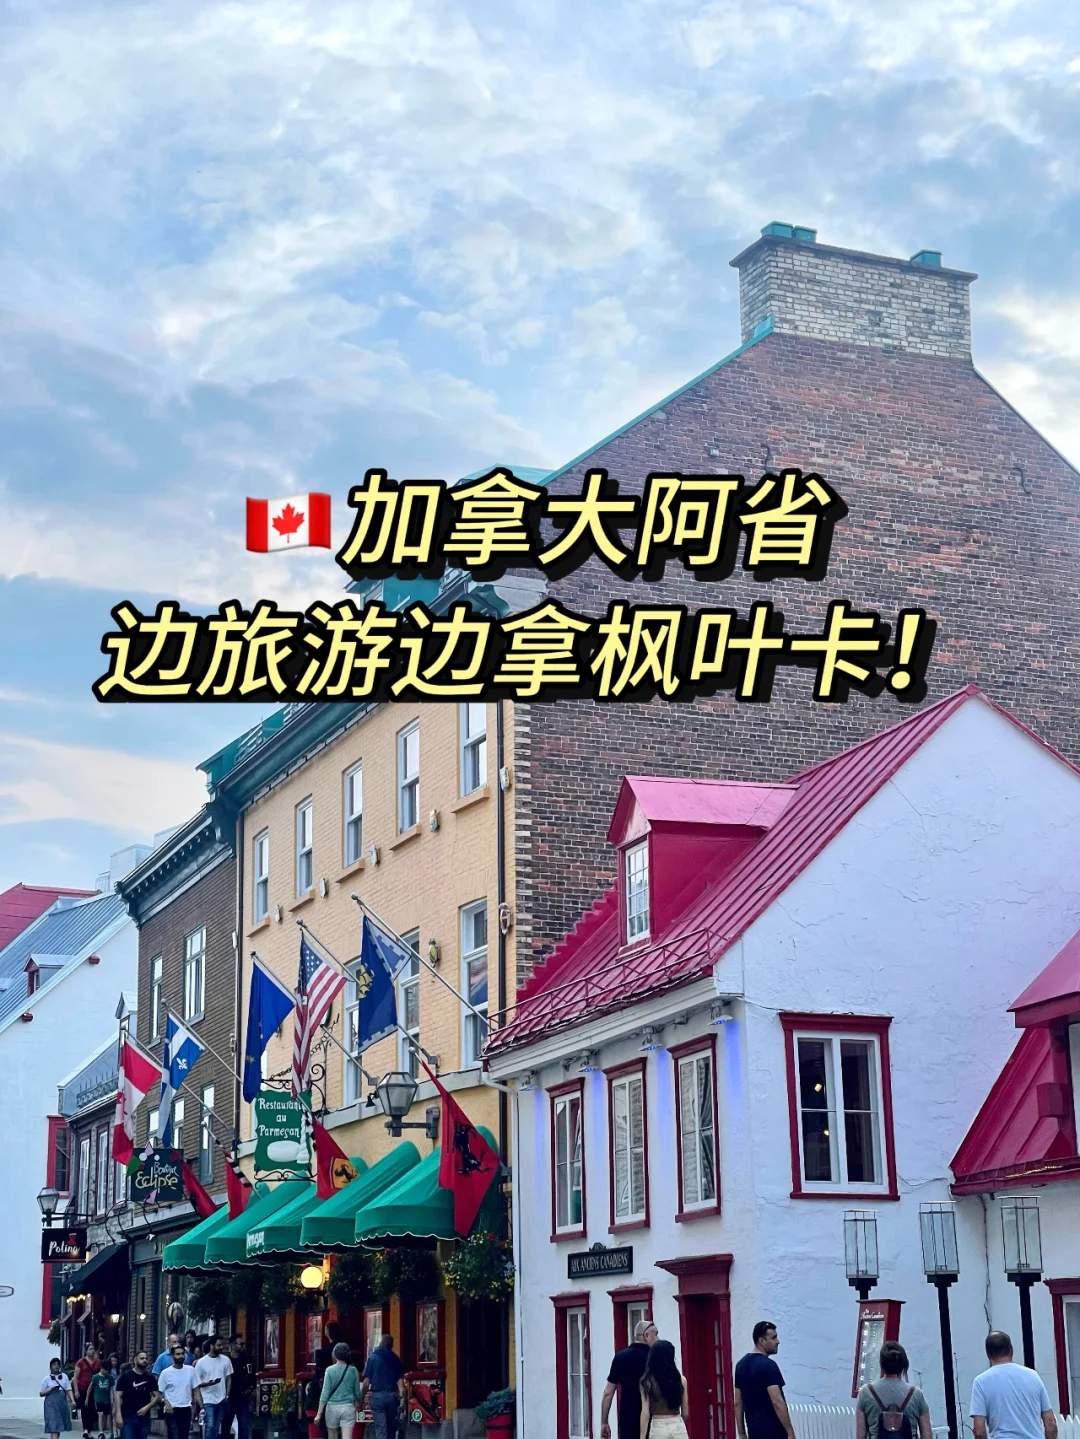 加拿大阿省
边旅游边拿枫叶卡！
Restaurant
au
Parmesan
Boutique
Eclipse
Polina
AUX ANCIENS CANADIENS